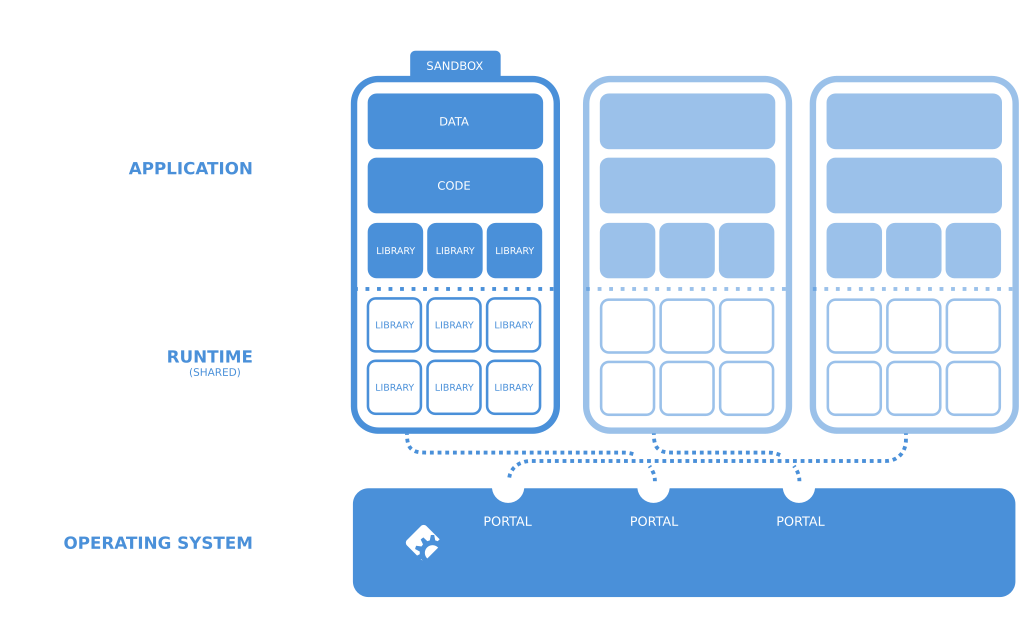 SANDBOX
DATA
APPLICATION
CODE
LIBRARY LIBRARY LIBRARY
LIBRARY LIBRARY LIBRARY
RUNTIME
(SHARED)
LIBRARY LIBRARY LIBRARY
PORTAL PORTAL PORTAL
OPERATING SYSTEM